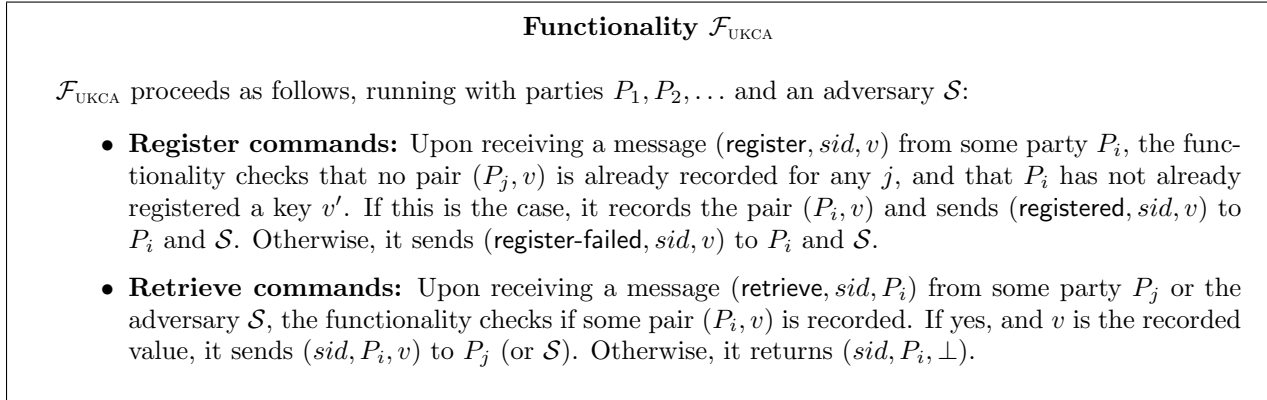 Functionality F_UKCA
F_UKCA proceeds as follows, running with parties P_1, P_2, … and an adversary S:
• Register commands: Upon receiving a message (register, sid, v) from some party P_i, the func-
tionality checks that no pair (P_j, v) is already recorded for any j, and that P_i has not already
registered a key v′. If this is the case, it records the pair (P_i, v) and sends (registered, sid, v) to
P_i and S. Otherwise, it sends (register-failed, sid, v) to P_i and S.
• Retrieve commands: Upon receiving a message (retrieve, sid, P_i) from some party P_j or the
adversary S, the functionality checks if some pair (P_i, v) is recorded. If yes, and v is the recorded
value, it sends (sid, P_i, v) to P_j (or S). Otherwise, it returns (sid, P_i, ⊥).